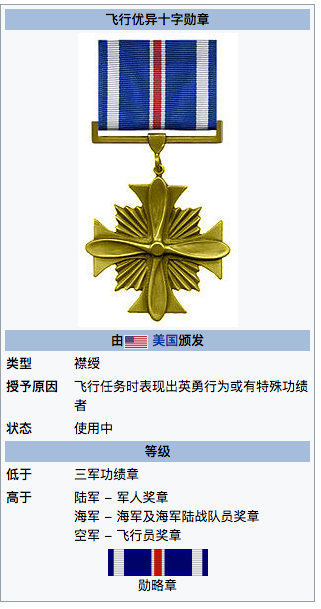 飞行优异十字勋章
由 美国颁发
类型 襟绶
授予原因 飞行任务时表现出英勇行为或有特殊功绩
者
状态 使用中
等级
低于 三军功绩章
高于 陆军 – 军人奖章
海军 – 海军及海军陆战队员奖章
空军 – 飞行员奖章
勋略章